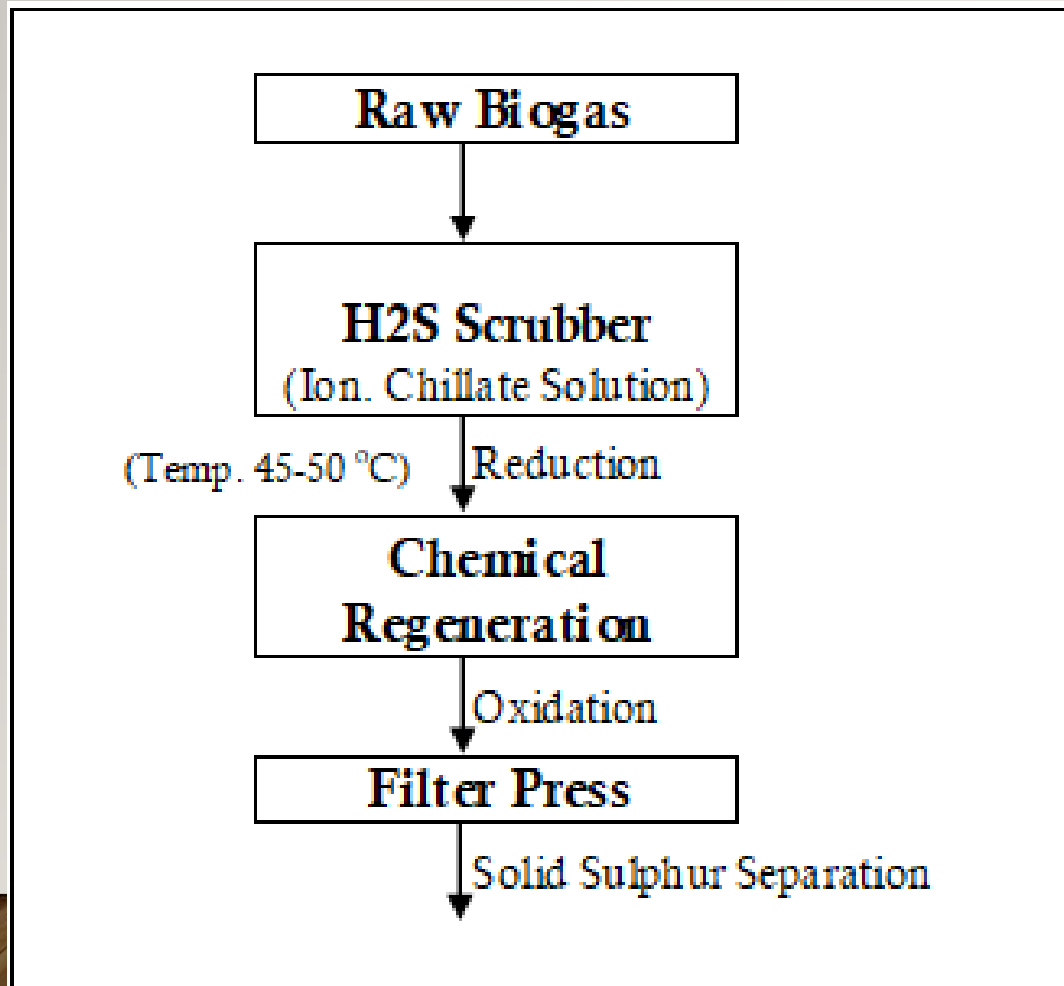 Raw Biogas
H2S Scrubber
(Ion. Chillate Solution)
(Temp. 45-50 °C) Reduction
Chemical
Regeneration
Oxidation
Filter Press
Solid Sulphur Separation